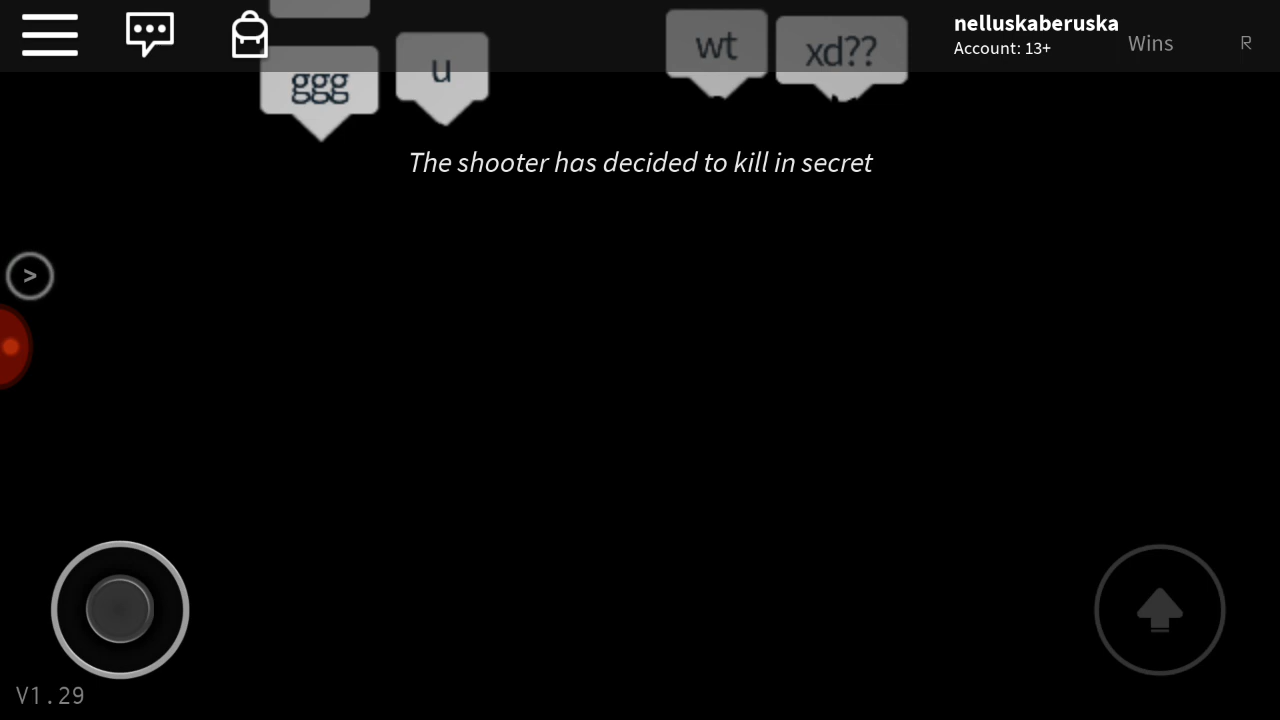 nelluskaberuska
Account: 13+
Wins
R
ggg
u
wt
xd??
The shooter has decided to kill in secret
>
V1.29